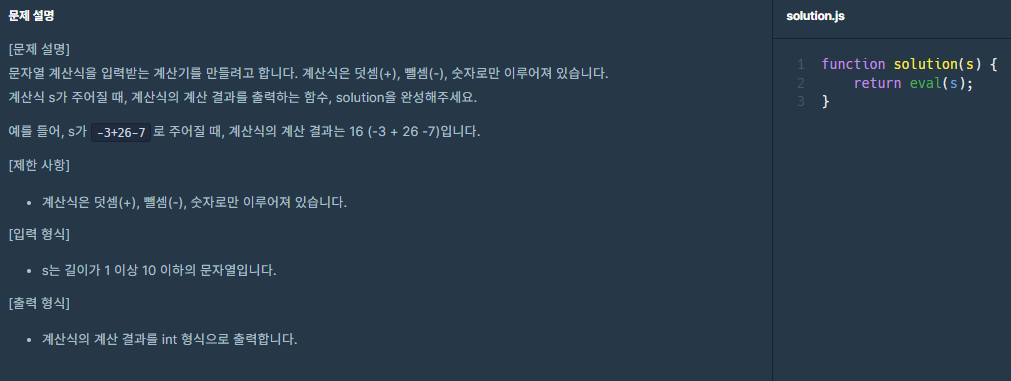 문제 설명
[문제 설명]
문자열 계산식을 입력받는 계산기를 만들려고 합니다. 계산식은 덧셈(+), 뺄셈(-), 숫자로만 이루어져 있습니다.
계산식 s가 주어질 때, 계산식의 계산 결과를 출력하는 함수, solution을 완성해주세요.
예를 들어, s가 -3+26-7 로 주어질 때, 계산식의 계산 결과는 16 (-3 + 26 -7)입니다.
[제한 사항]
• 계산식은 덧셈(+), 뺄셈(-), 숫자로만 이루어져 있습니다.
[입력 형식]
• s는 길이가 1 이상 10 이하의 문자열입니다.
[출력 형식]
• 계산식의 계산 결과를 int 형식으로 출력합니다.
solution.js
1 function solution(s) {
2     return eval(s);
3 }